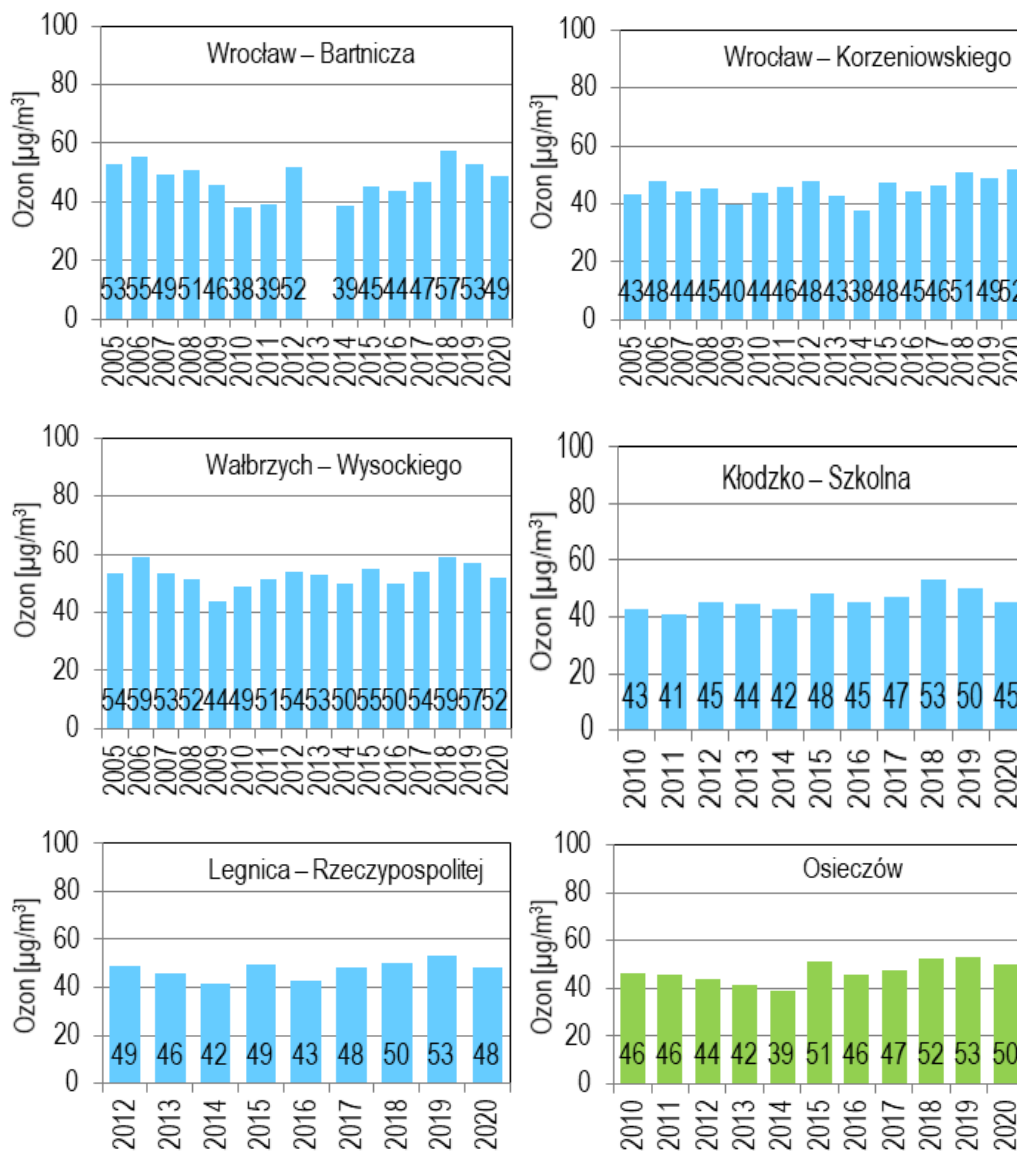 Wrocław – Bartnicza
Ozon [µg/m³]
100
80
60
40
20
0
53 55 49 51 46 38 39 52 39 45 44 47 57 53 49
2005 2006 2007 2008 2009 2010 2011 2012 2013 2014 2015 2016 2017 2018 2019 2020
Wrocław – Korzeniowskiego
Ozon [µg/m³]
100
80
60
40
20
0
43 48 44 45 40 44 46 48 43 38 48 45 46 51 49 52
2005 2006 2007 2008 2009 2010 2011 2012 2013 2014 2015 2016 2017 2018 2019 2020
Wałbrzych – Wysockiego
Ozon [µg/m³]
100
80
60
40
20
0
54 59 53 52 44 49 51 54 53 50 55 50 54 59 57 52
2005 2006 2007 2008 2009 2010 2011 2012 2013 2014 2015 2016 2017 2018 2019 2020
Kłodzko – Szkolna
Ozon [µg/m³]
100
80
60
40
20
0
43 41 45 44 42 48 45 47 53 50 45
2010 2011 2012 2013 2014 2015 2016 2017 2018 2019 2020
Legnica – Rzeczypospolitej
Ozon [µg/m³]
100
80
60
40
20
0
49 46 42 49 43 48 50 53 48
2012 2013 2014 2015 2016 2017 2018 2019 2020
Osieczów
Ozon [µg/m³]
100
80
60
40
20
0
46 46 44 42 39 51 46 47 52 53 50
2010 2011 2012 2013 2014 2015 2016 2017 2018 2019 2020